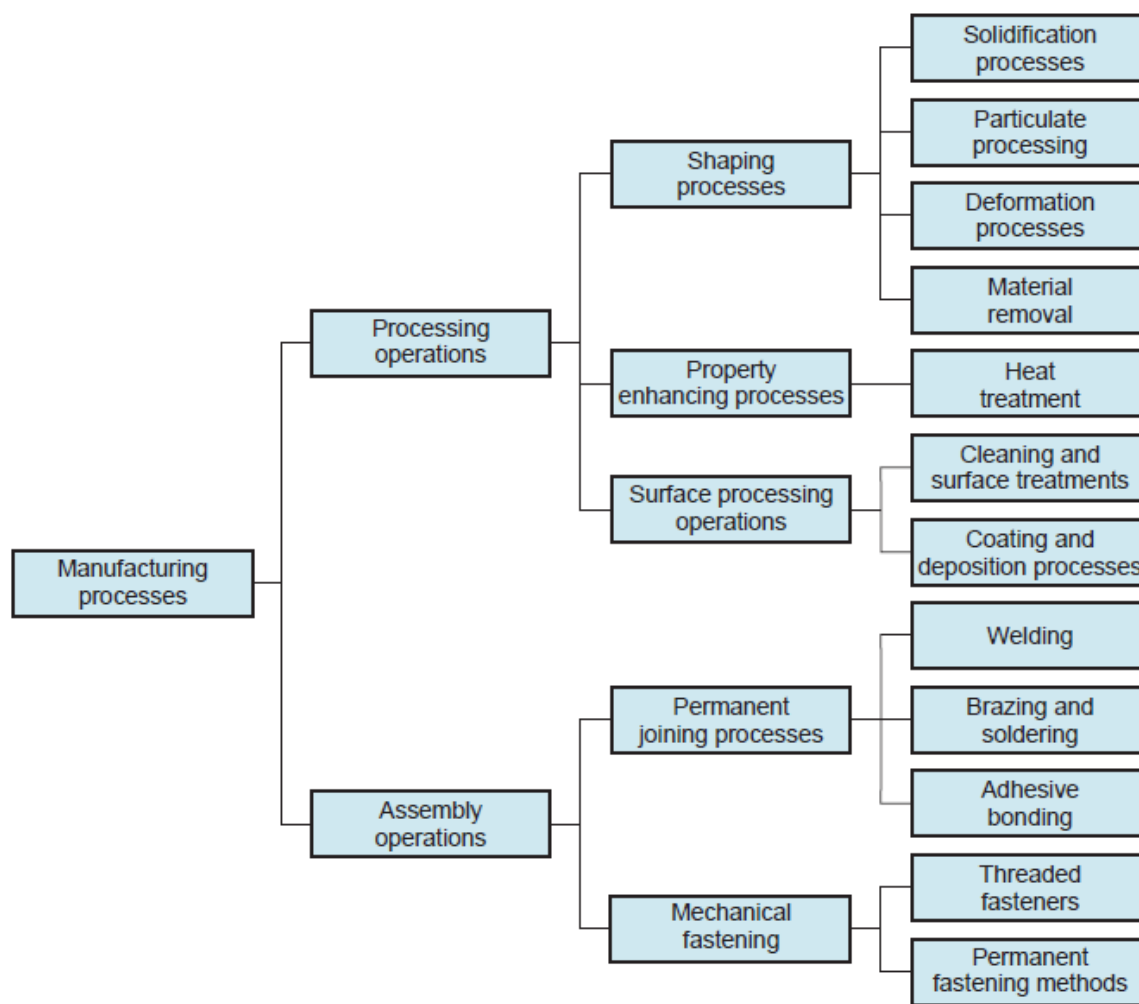 Solidification
processes
Particulate
processing
Shaping
processes
Deformation
processes
Material
removal
Processing
operations
Property
enhancing processes
Heat
treatment
Cleaning and
surface treatments
Surface processing
operations
Coating and
deposition processes
Manufacturing
processes
Welding
Permanent
joining processes
Brazing and
soldering
Assembly
operations
Adhesive
bonding
Threaded
fasteners
Mechanical
fastening
Permanent
fastening methods